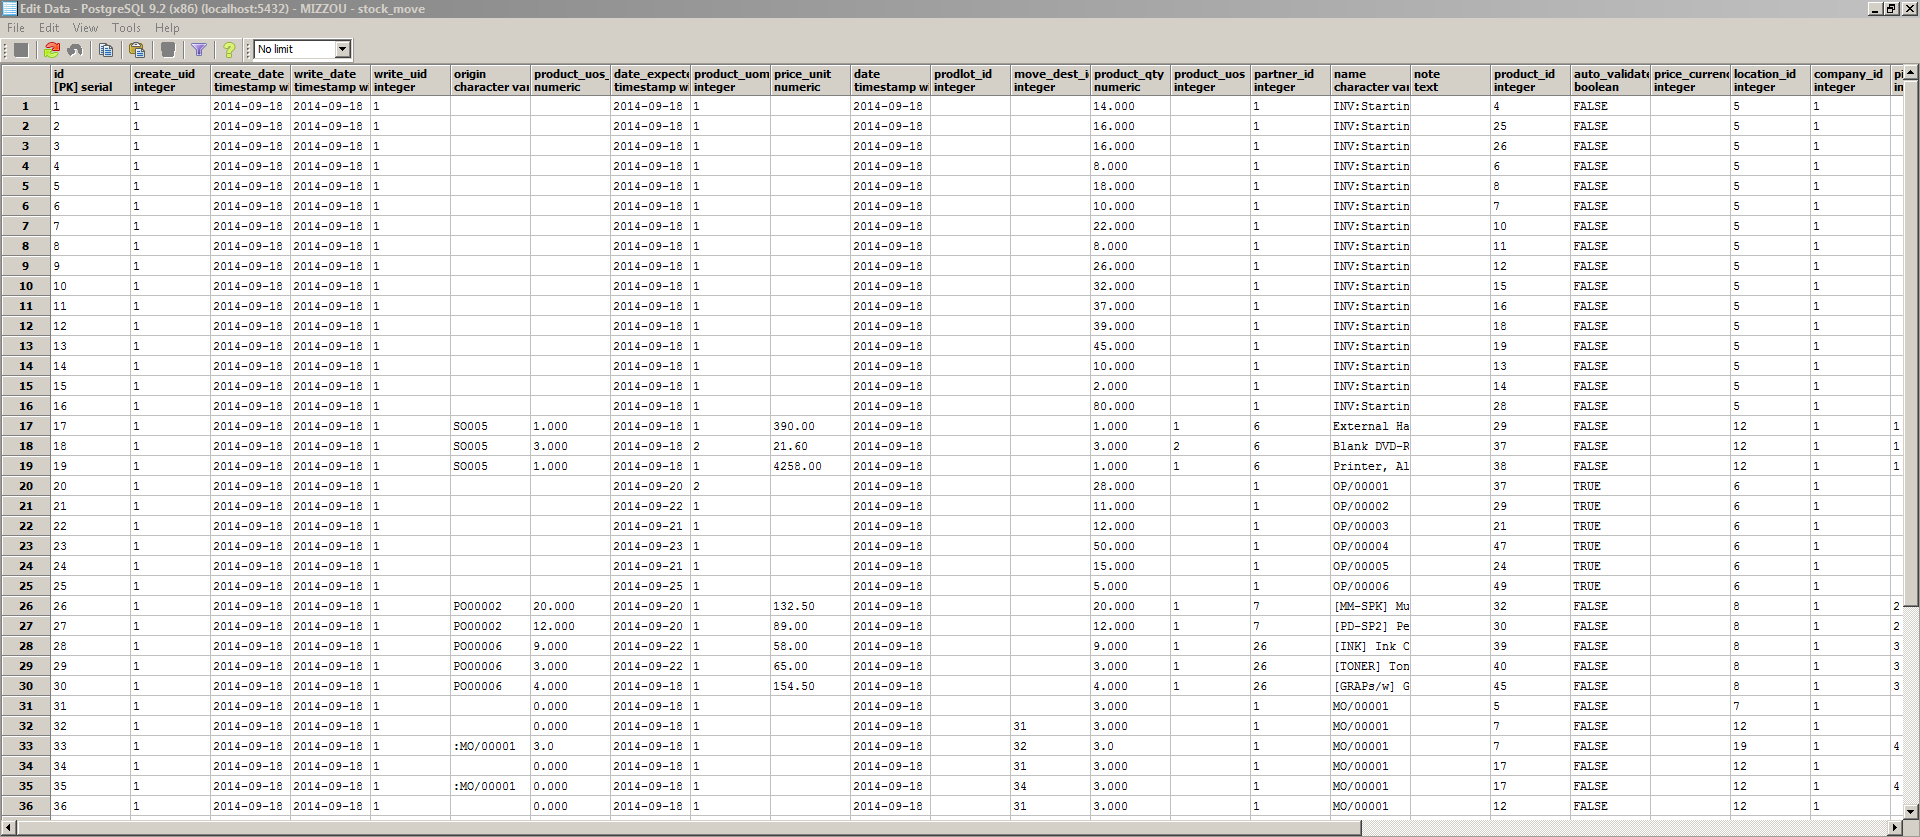 Edit Data - PostgreSQL 9.2 (x86) (localhost:5432) - MIZZOU - stock_move
File Edit View Tools Help
No limit
id create_uid create_date write_date write_uid origin product_uos_ date_expecte product_uom price_unit date prodlot_id move_dest_i product_qty product_uos partner_id name note product_id auto_validate price_currenc location_id company_id pi
[PK] serial integer timestamp wi timestamp wi integer character var numeric timestamp wi integer numeric timestamp wi integer integer numeric integer integer character var text integer boolean integer integer integer in
1 1 1 2014-09-18 2014-09-18 1 2014-09-18 1 2014-09-18 14.000 1 INV:Startin 4 FALSE 5 1
2 2 1 2014-09-18 2014-09-18 1 2014-09-18 1 2014-09-18 16.000 1 INV:Startin 25 FALSE 5 1
3 3 1 2014-09-18 2014-09-18 1 2014-09-18 1 2014-09-18 16.000 1 INV:Startin 26 FALSE 5 1
4 4 1 2014-09-18 2014-09-18 1 2014-09-18 1 2014-09-18 8.000 1 INV:Startin 6 FALSE 5 1
5 5 1 2014-09-18 2014-09-18 1 2014-09-18 1 2014-09-18 18.000 1 INV:Startin 8 FALSE 5 1
6 6 1 2014-09-18 2014-09-18 1 2014-09-18 1 2014-09-18 10.000 1 INV:Startin 7 FALSE 5 1
7 7 1 2014-09-18 2014-09-18 1 2014-09-18 1 2014-09-18 22.000 1 INV:Startin 10 FALSE 5 1
8 8 1 2014-09-18 2014-09-18 1 2014-09-18 1 2014-09-18 8.000 1 INV:Startin 11 FALSE 5 1
9 9 1 2014-09-18 2014-09-18 1 2014-09-18 1 2014-09-18 26.000 1 INV:Startin 12 FALSE 5 1
10 10 1 2014-09-18 2014-09-18 1 2014-09-18 1 2014-09-18 32.000 1 INV:Startin 15 FALSE 5 1
11 11 1 2014-09-18 2014-09-18 1 2014-09-18 1 2014-09-18 37.000 1 INV:Startin 16 FALSE 5 1
12 12 1 2014-09-18 2014-09-18 1 2014-09-18 1 2014-09-18 39.000 1 INV:Startin 18 FALSE 5 1
13 13 1 2014-09-18 2014-09-18 1 2014-09-18 1 2014-09-18 45.000 1 INV:Startin 19 FALSE 5 1
14 14 1 2014-09-18 2014-09-18 1 2014-09-18 1 2014-09-18 10.000 1 INV:Startin 13 FALSE 5 1
15 15 1 2014-09-18 2014-09-18 1 2014-09-18 1 2014-09-18 2.000 1 INV:Startin 14 FALSE 5 1
16 16 1 2014-09-18 2014-09-18 1 2014-09-18 1 2014-09-18 80.000 1 INV:Startin 28 FALSE 5 1
17 17 1 2014-09-18 2014-09-18 1 SO005 1.000 2014-09-18 1 390.00 2014-09-18 1.000 1 6 External Ha 29 FALSE 12 1 1
18 18 1 2014-09-18 2014-09-18 1 SO005 3.000 2014-09-18 2 21.60 2014-09-18 3.000 2 6 Blank DVD-R 37 FALSE 12 1 1
19 19 1 2014-09-18 2014-09-18 1 SO005 1.000 2014-09-18 1 4258.00 2014-09-18 1.000 1 6 Printer, Al 38 FALSE 12 1 1
20 20 1 2014-09-18 2014-09-18 1 2014-09-20 2 2014-09-18 28.000 1 OP/00001 37 TRUE 6 1
21 21 1 2014-09-18 2014-09-18 1 2014-09-22 1 2014-09-18 11.000 1 OP/00002 29 TRUE 6 1
22 22 1 2014-09-18 2014-09-18 1 2014-09-21 1 2014-09-18 12.000 1 OP/00003 21 TRUE 6 1
23 23 1 2014-09-18 2014-09-18 1 2014-09-23 1 2014-09-18 50.000 1 OP/00004 47 TRUE 6 1
24 24 1 2014-09-18 2014-09-18 1 2014-09-21 1 2014-09-18 15.000 1 OP/00005 24 TRUE 6 1
25 25 1 2014-09-18 2014-09-18 1 2014-09-25 1 2014-09-18 5.000 1 OP/00006 49 TRUE 6 1
26 26 1 2014-09-18 2014-09-18 1 PO00002 20.000 2014-09-20 1 132.50 2014-09-18 20.000 1 7 [MM-SPK] Mu 32 FALSE 8 1 2
27 27 1 2014-09-18 2014-09-18 1 PO00002 12.000 2014-09-20 1 89.00 2014-09-18 12.000 1 7 [PD-SP2] Pe 30 FALSE 8 1 2
28 28 1 2014-09-18 2014-09-18 1 PO00006 9.000 2014-09-22 1 58.00 2014-09-18 9.000 1 26 [INK] Ink C 39 FALSE 8 1 3
29 29 1 2014-09-18 2014-09-18 1 PO00006 3.000 2014-09-22 1 65.00 2014-09-18 3.000 1 26 [TONER] Ton 40 FALSE 8 1 3
30 30 1 2014-09-18 2014-09-18 1 PO00006 4.000 2014-09-18 1 154.50 2014-09-18 4.000 1 26 [GRAPs/w] G 45 FALSE 8 1 3
31 31 1 2014-09-18 2014-09-18 1 0.000 2014-09-18 1 2014-09-18 3.000 1 MO/00001 5 FALSE 7 1
32 32 1 2014-09-18 2014-09-18 1 0.000 2014-09-18 1 2014-09-18 31 3.000 1 MO/00001 7 FALSE 12 1
33 33 1 2014-09-18 2014-09-18 1 :MO/00001 3.0 2014-09-18 1 2014-09-18 32 3.0 1 MO/00001 7 FALSE 19 1 4
34 34 1 2014-09-18 2014-09-18 1 0.000 2014-09-18 1 2014-09-18 31 3.000 1 MO/00001 17 FALSE 12 1
35 35 1 2014-09-18 2014-09-18 1 :MO/00001 0.000 2014-09-18 1 2014-09-18 34 3.000 1 MO/00001 17 FALSE 12 1 4
36 36 1 2014-09-18 2014-09-18 1 0.000 2014-09-18 1 2014-09-18 31 3.000 1 MO/00001 12 FALSE 12 1